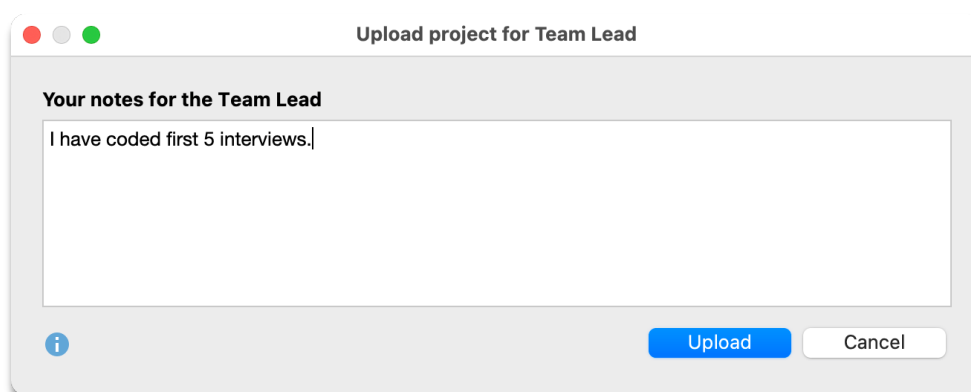 Upload project for Team Lead
Your notes for the Team Lead
I have coded first 5 interviews.
Upload
Cancel